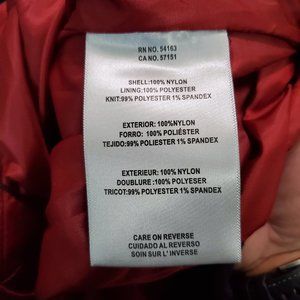 RN NO. 54163
CA NO. 57151
SHELL:100% NYLON
LINING:100% POLYESTER
KNIT:99% POLYESTER 1% SPANDEX
EXTERIOR: 100%NYLON
FORRO: 100% POLIÉSTER
TEJIDO:99% POLYESTER 1% SPANDEX
EXTERIEUR: 100% NYLON
DOUBLURE :100% POLYESER
TRICOT:99% POLYESTER 1% SPANDEX
CARE ON REVERSE
CUIDADO AL REVERSO
SOIN SUR L' INVERSE